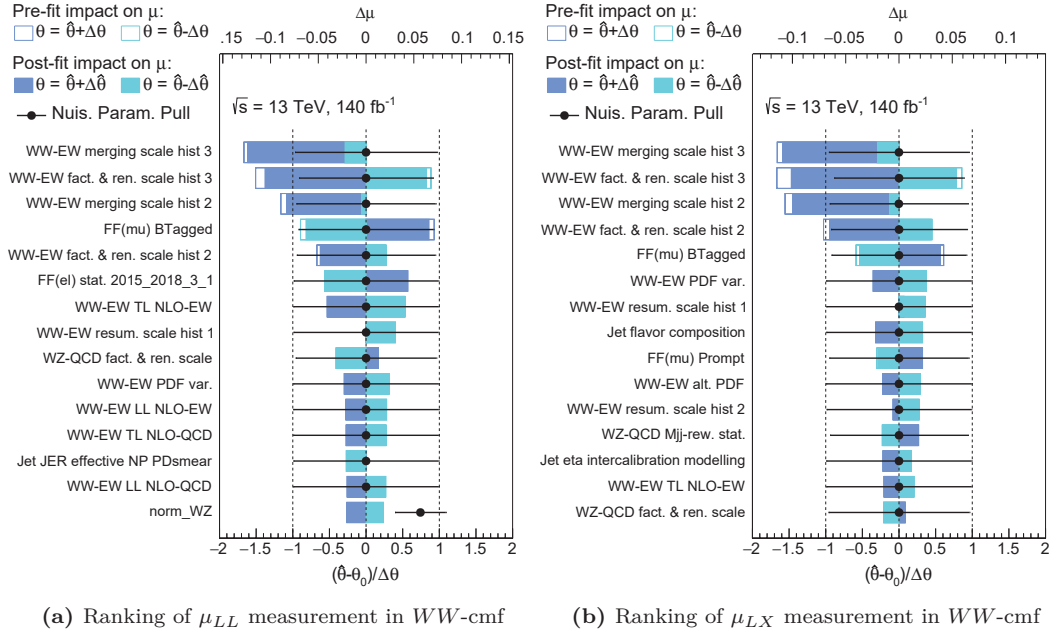 Pre-fit impact on μ:
θ = θ̂+Δθ θ = θ̂-Δθ
Post-fit impact on μ:
θ = θ̂+Δθ̂ θ = θ̂-Δθ̂
Nuis. Param. Pull
Δμ
−0.15 −0.1 −0.05 0 0.05 0.1 0.15
√s = 13 TeV, 140 fb⁻¹
WW-EW merging scale hist 3
WW-EW fact. & ren. scale hist 3
WW-EW merging scale hist 2
FF(mu) BTagged
WW-EW fact. & ren. scale hist 2
FF(el) stat. 2015_2018_3_1
WW-EW TL NLO-EW
WW-EW resum. scale hist 1
WZ-QCD fact. & ren. scale
WW-EW PDF var.
WW-EW LL NLO-EW
WW-EW TL NLO-QCD
Jet JER effective NP PDsmear
WW-EW LL NLO-QCD
norm_WZ
−2 −1.5 −1 −0.5 0 0.5 1 1.5 2
(θ̂-θ₀)/Δθ
(a) Ranking of μ_LL measurement in WW-cmf
Pre-fit impact on μ:
θ = θ̂+Δθ θ = θ̂-Δθ
Post-fit impact on μ:
θ = θ̂+Δθ̂ θ = θ̂-Δθ̂
Nuis. Param. Pull
Δμ
−0.1 −0.05 0 0.05 0.1
√s = 13 TeV, 140 fb⁻¹
WW-EW merging scale hist 3
WW-EW fact. & ren. scale hist 3
WW-EW merging scale hist 2
WW-EW fact. & ren. scale hist 2
FF(mu) BTagged
WW-EW PDF var.
WW-EW resum. scale hist 1
Jet flavor composition
FF(mu) Prompt
WW-EW alt. PDF
WW-EW resum. scale hist 2
WZ-QCD Mjj-rew. stat.
Jet eta intercalibration modelling
WW-EW TL NLO-EW
WZ-QCD fact. & ren. scale
−2 −1.5 −1 −0.5 0 0.5 1 1.5 2
(θ̂-θ₀)/Δθ
(b) Ranking of μ_LX measurement in WW-cmf